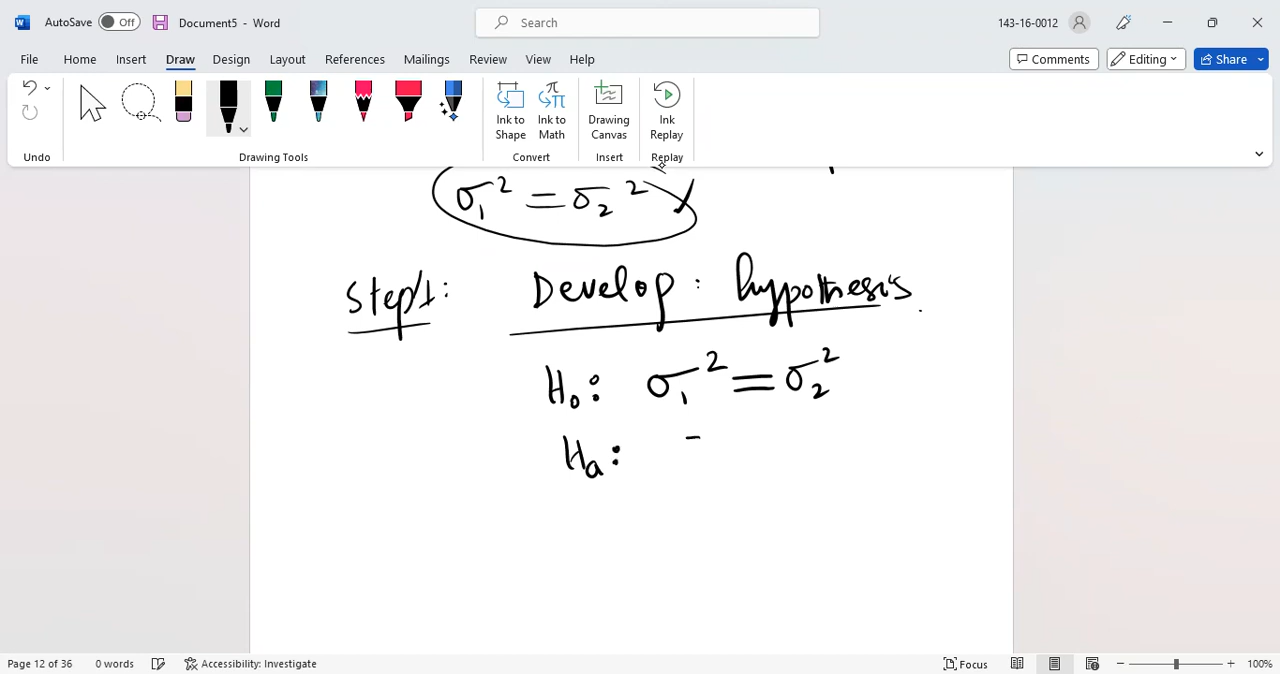 AutoSave Off Document5 - Word Search 143-16-0012
File Home Insert Draw Design Layout References Mailings Review View Help Comments Editing Share
Ink to Shape Ink to Math Drawing Canvas Ink Replay
Undo Drawing Tools Convert Insert Replay
σ₁² = σ₂²
Step1: Develop: hypothesis.
H₀: σ₁² = σ₂²
Hₐ:
Page 12 of 36 0 words Accessibility: Investigate Focus 100%